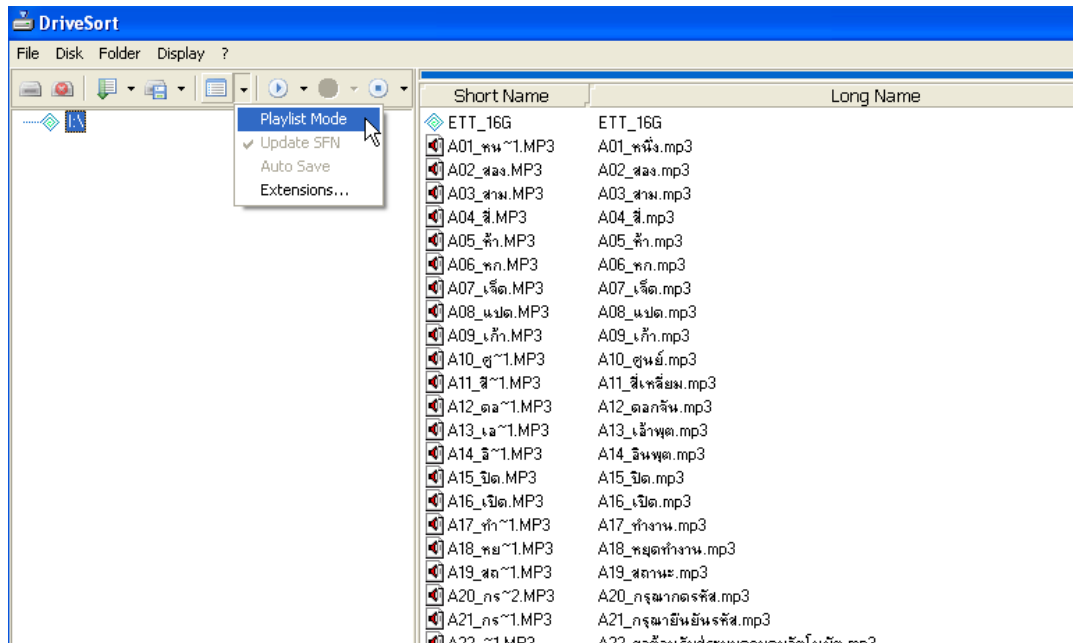 DriveSort
File Disk Folder Display ?
Short Name Long Name
I:\
Playlist Mode
Update SFN
Auto Save
Extensions...
ETT_16G ETT_16G
A01_หน~1.MP3 A01_หนึ่ง.mp3
A02_สอง.MP3 A02_สอง.mp3
A03_สาม.MP3 A03_สาม.mp3
A04_สี่.MP3 A04_สี่.mp3
A05_ห้า.MP3 A05_ห้า.mp3
A06_หก.MP3 A06_หก.mp3
A07_เจ็ด.MP3 A07_เจ็ด.mp3
A08_แปด.MP3 A08_แปด.mp3
A09_เก้า.MP3 A09_เก้า.mp3
A10_ศู~1.MP3 A10_ศูนย์.mp3
A11_สี~1.MP3 A11_สี่เหลี่ยม.mp3
A12_ดอ~1.MP3 A12_ดอกจัน.mp3
A13_เอ~1.MP3 A13_เอ้าพุต.mp3
A14_อิ~1.MP3 A14_อินพุต.mp3
A15_ปิด.MP3 A15_ปิด.mp3
A16_เปิด.MP3 A16_เปิด.mp3
A17_ทำ~1.MP3 A17_ทำงาน.mp3
A18_หย~1.MP3 A18_หยุดทำงาน.mp3
A19_สถ~1.MP3 A19_สถานะ.mp3
A20_กร~2.MP3 A20_กรุณากดรหัส.mp3
A21_กร~1.MP3 A21_กรุณายืนยันรหัส.mp3